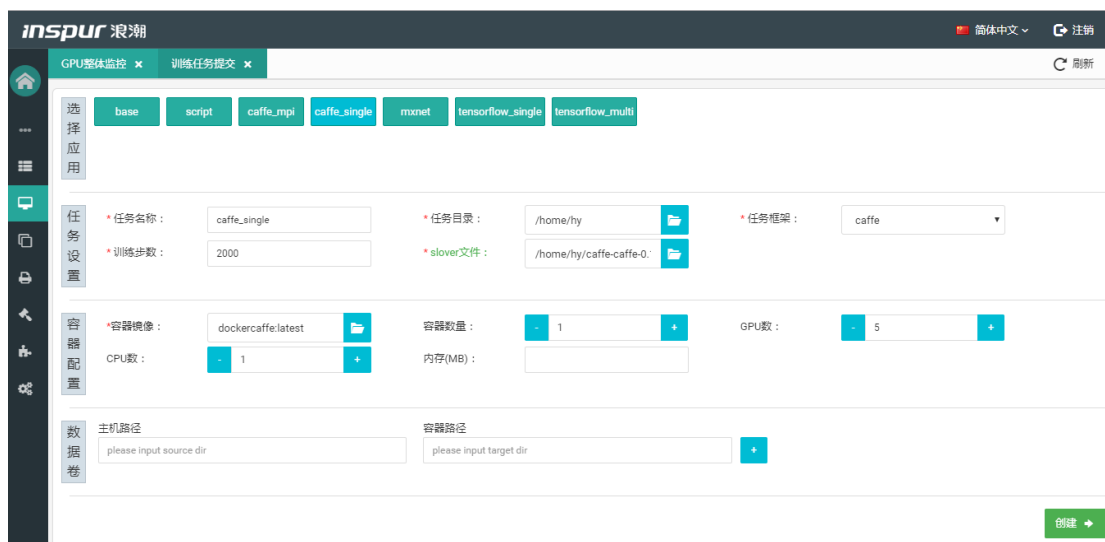 inspur 浪潮
简体中文
注销
GPU整体监控 ×
训练任务提交 ×
刷新
选择应用
base
script
caffe_mpi
caffe_single
mxnet
tensorflow_single
tensorflow_multi
任务设置
* 任务名称： caffe_single
* 任务目录： /home/hy
* 任务框架： caffe
* 训练步数： 2000
* slover文件： /home/hy/caffe-caffe-0.
容器配置
*容器镜像： dockercaffe:latest
容器数量： - 1 +
GPU数： - 5 +
CPU数： - 1 +
内存(MB)：
数据卷
主机路径
please input source dir
容器路径
please input target dir
+
创建